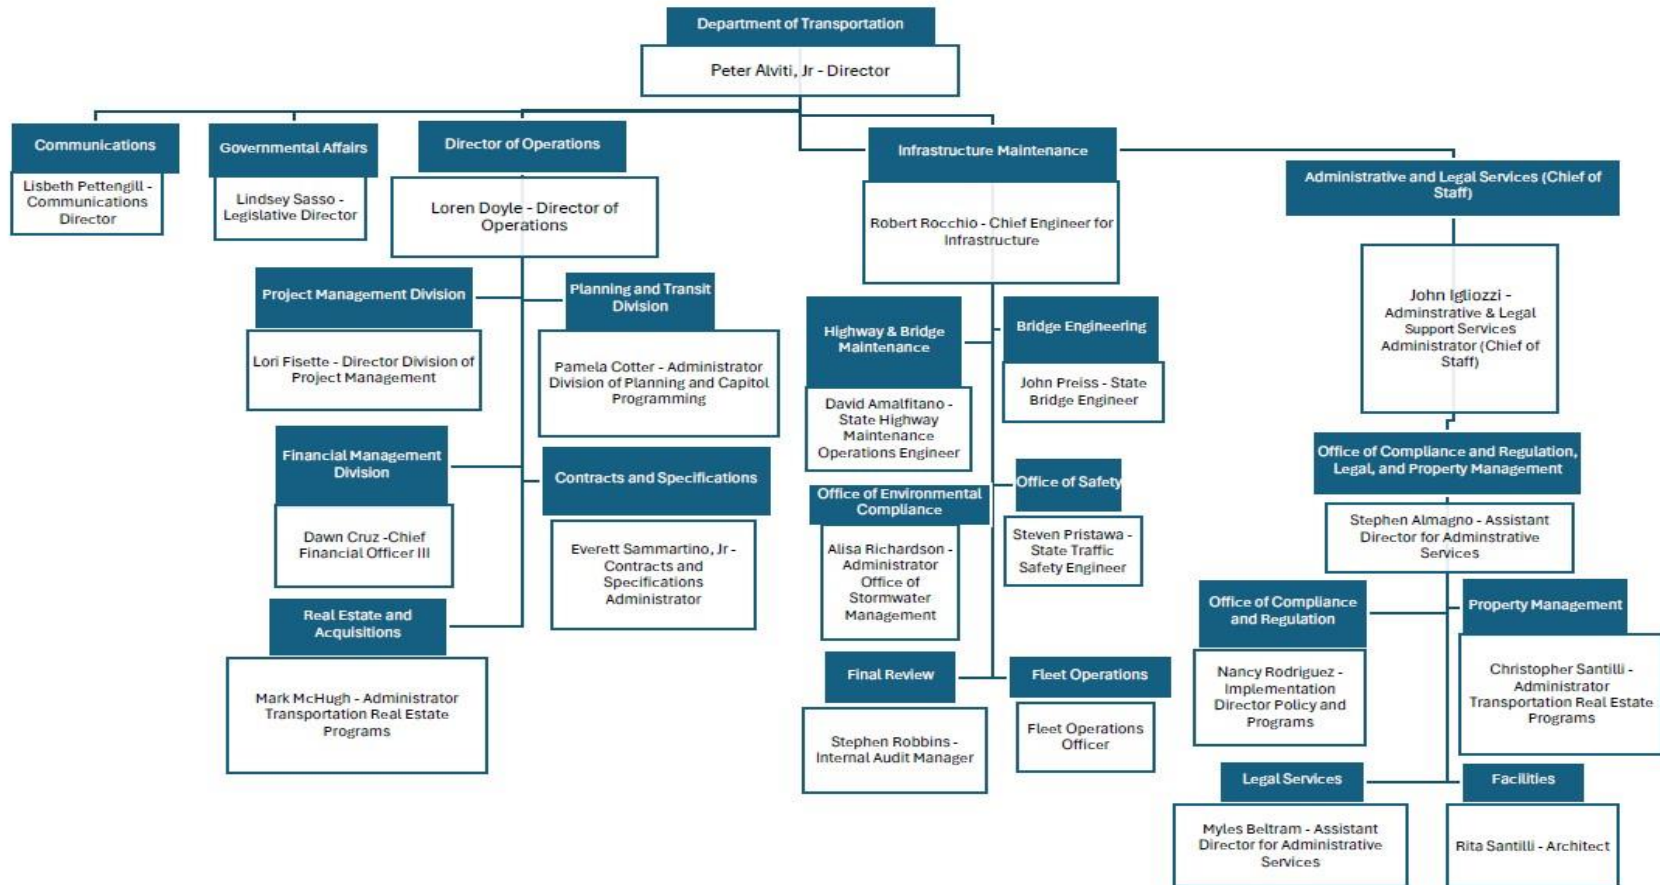 Department of Transportation
Peter Alviti, Jr - Director
Communications
Lisbeth Pettengill -
Communications
Director
Governmental Affairs
Lindsey Sasso -
Legislative Director
Director of Operations
Loren Doyle - Director of
Operations
Project Management Division
Lori Fisette - Director Division of
Project Management
Planning and Transit
Division
Pamela Cotter - Administrator
Division of Planning and Capitol
Programming
Financial Management
Division
Dawn Cruz -Chief
Financial Officer III
Contracts and Specifications
Everett Sammartino, Jr -
Contracts and
Specifications
Administrator
Real Estate and
Acquisitions
Mark McHugh - Administrator
Transportation Real Estate
Programs
Infrastructure Maintenance
Robert Rocchio - Chief Engineer for
Infrastructure
Highway & Bridge
Maintenance
David Amalfitano -
State Highway
Maintenance
Operations Engineer
Bridge Engineering
John Preiss - State
Bridge Engineer
Office of Environmental
Compliance
Alisa Richardson -
Administrator
Office of
Stormwater
Management
Office of Safety
Steven Pristawa -
State Traffic
Safety Engineer
Final Review
Stephen Robbins -
Internal Audit Manager
Fleet Operations
Fleet Operations
Officer
Administrative and Legal Services (Chief of
Staff)
John Igliozzi -
Adminstrative & Legal
Support Services
Administrator (Chief of
Staff)
Office of Compliance and Regulation,
Legal, and Property Management
Stephen Almagno - Assistant
Director for Adminstrative
Services
Office of Compliance
and Regulation
Nancy Rodriguez -
Implementation
Director Policy and
Programs
Property Management
Christopher Santilli -
Administrator
Transportation Real Estate
Programs
Legal Services
Myles Beltram - Assistant
Director for Administrative
Services
Facilities
Rita Santilli - Architect